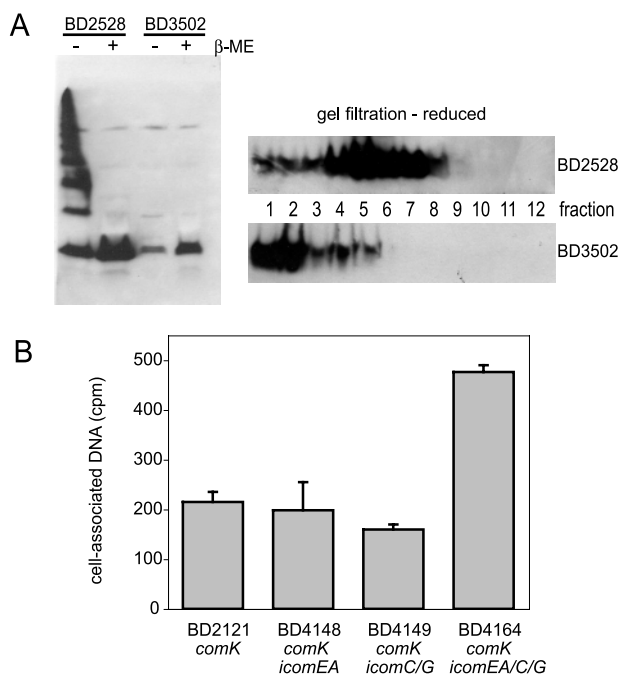 A
BD2528 BD3502
- + - + β-ME
gel filtration - reduced
BD2528
1 2 3 4 5 6 7 8 9 10 11 12 fraction
BD3502
B
cell-associated DNA (cpm)
500
400
300
200
100
0
BD2121 BD4148 BD4149 BD4164
comK comK comK comK
icomEA icomC/G icomEA/C/G